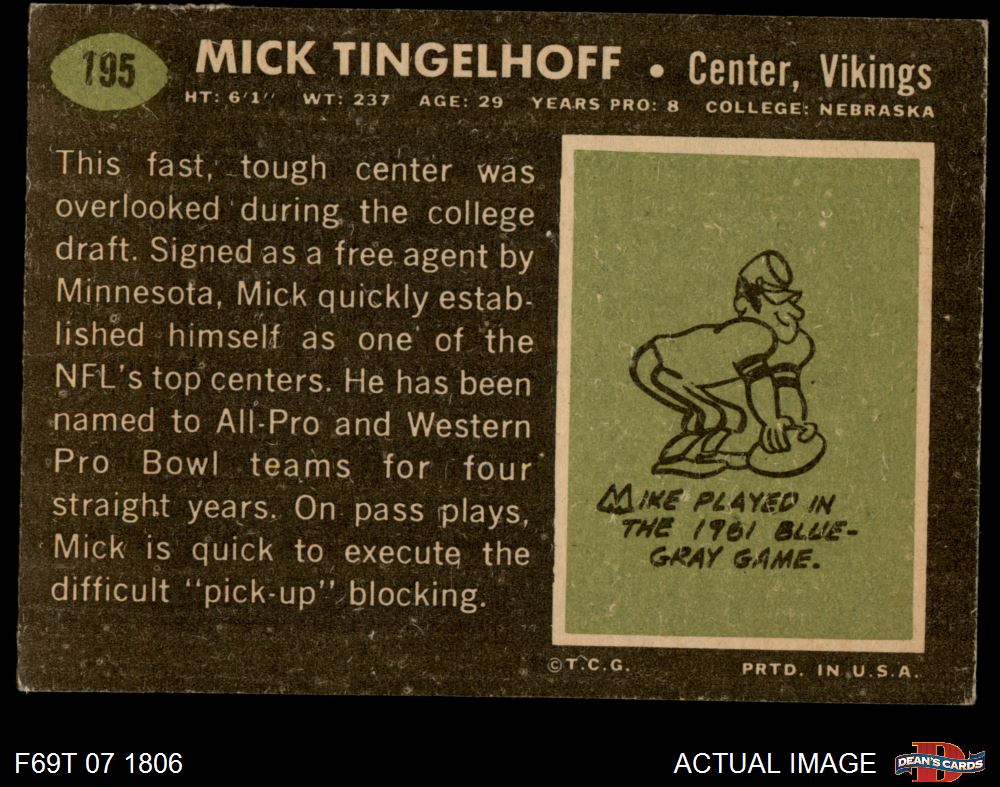 195
MICK TINGELHOFF • Center, Vikings
HT: 6'1" WT: 237 AGE: 29 YEARS PRO: 8 COLLEGE: NEBRASKA
This fast, tough center was
overlooked during the college
draft. Signed as a free agent by
Minnesota, Mick quickly estab-
lished himself as one of the
NFL's top centers. He has been
named to All-Pro and Western
Pro Bowl teams for four
straight years. On pass plays,
Mick is quick to execute the
difficult "pick-up" blocking.
MIKE PLAYED IN
THE 1961 BLUE-
GRAY GAME.
©T.C.G. PRTD. IN U.S.A.
F69T 07 1806
ACTUAL IMAGE
DEAN'S CARDS